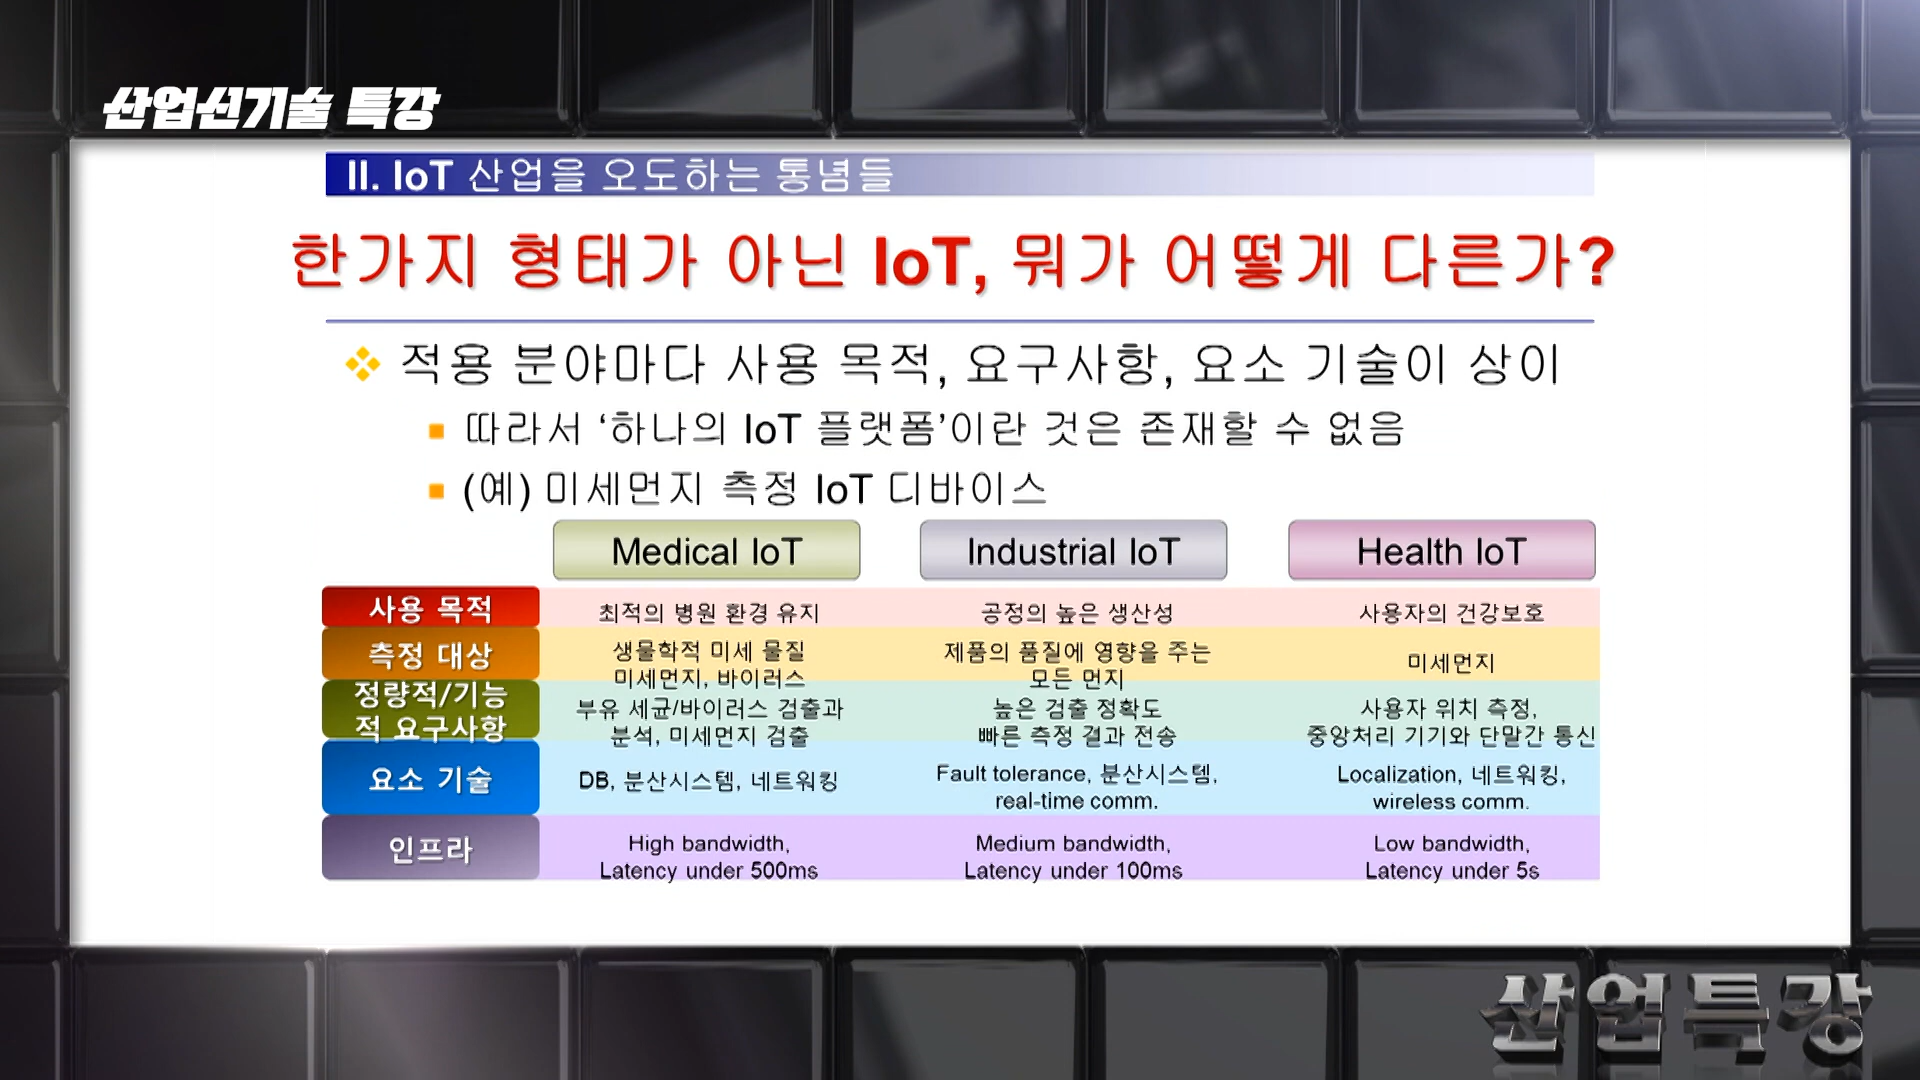 산업신기술 특강
II. IoT 산업을 오도하는 통념들
한가지 형태가 아닌 IoT, 뭐가 어떻게 다른가?
적용 분야마다 사용 목적, 요구사항, 요소 기술이 상이
따라서 ‘하나의 IoT 플랫폼’이란 것은 존재할 수 없음
(예) 미세먼지 측정 IoT 디바이스
Medical IoT Industrial IoT Health IoT
사용 목적 최적의 병원 환경 유지 공정의 높은 생산성 사용자의 건강보호
측정 대상
생물학적 미세 물질
미세먼지, 바이러스
제품의 품질에 영향을 주는
모든 먼지
미세먼지
정량적/기능
적 요구사항
부유 세균/바이러스 검출과
분석, 미세먼지 검출
높은 검출 정확도
빠른 측정 결과 전송
사용자 위치 측정,
중앙처리 기기와 단말간 통신
요소 기술
DB, 분산시스템, 네트워킹
Fault tolerance, 분산시스템,
real-time comm.
Localization, 네트워킹,
wireless comm.
인프라
High bandwidth,
Latency under 500ms
Medium bandwidth,
Latency under 100ms
Low bandwidth,
Latency under 5s
산업특강